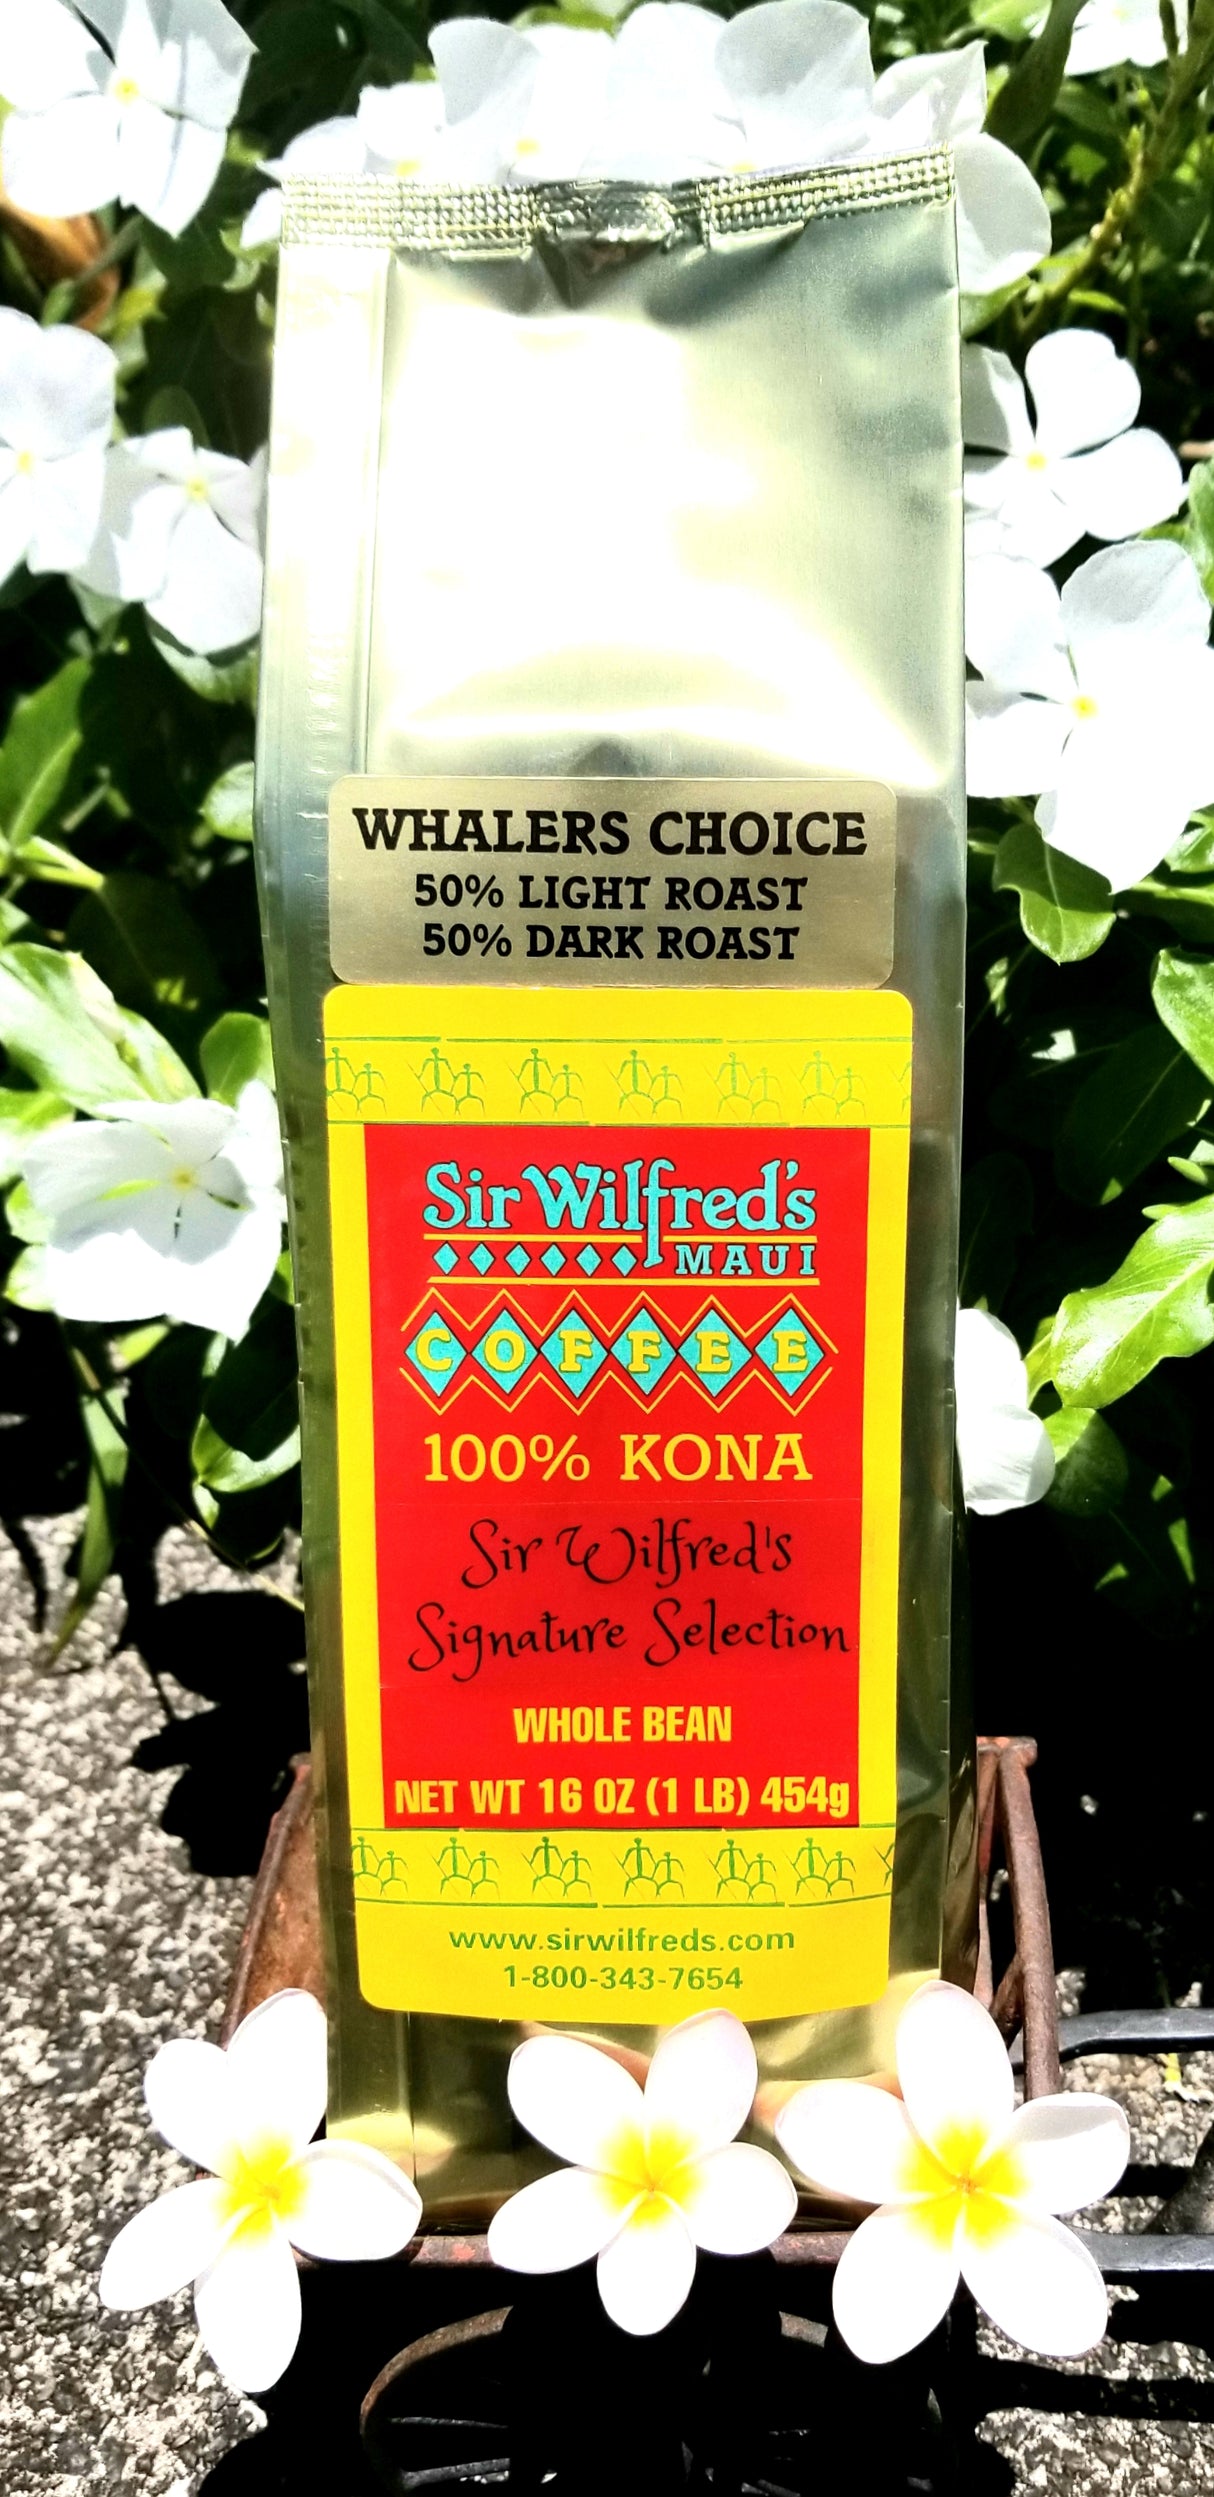 WHALERS CHOICE
50% LIGHT ROAST
50% DARK ROAST
Sir Wilfred's
MAUI
COFFEE
100% KONA
Sir Wilfred's
Signature Selection
WHOLE BEAN
NET WT 16 OZ (1 LB) 454g
www.sirwilfreds.com
1-800-343-7654